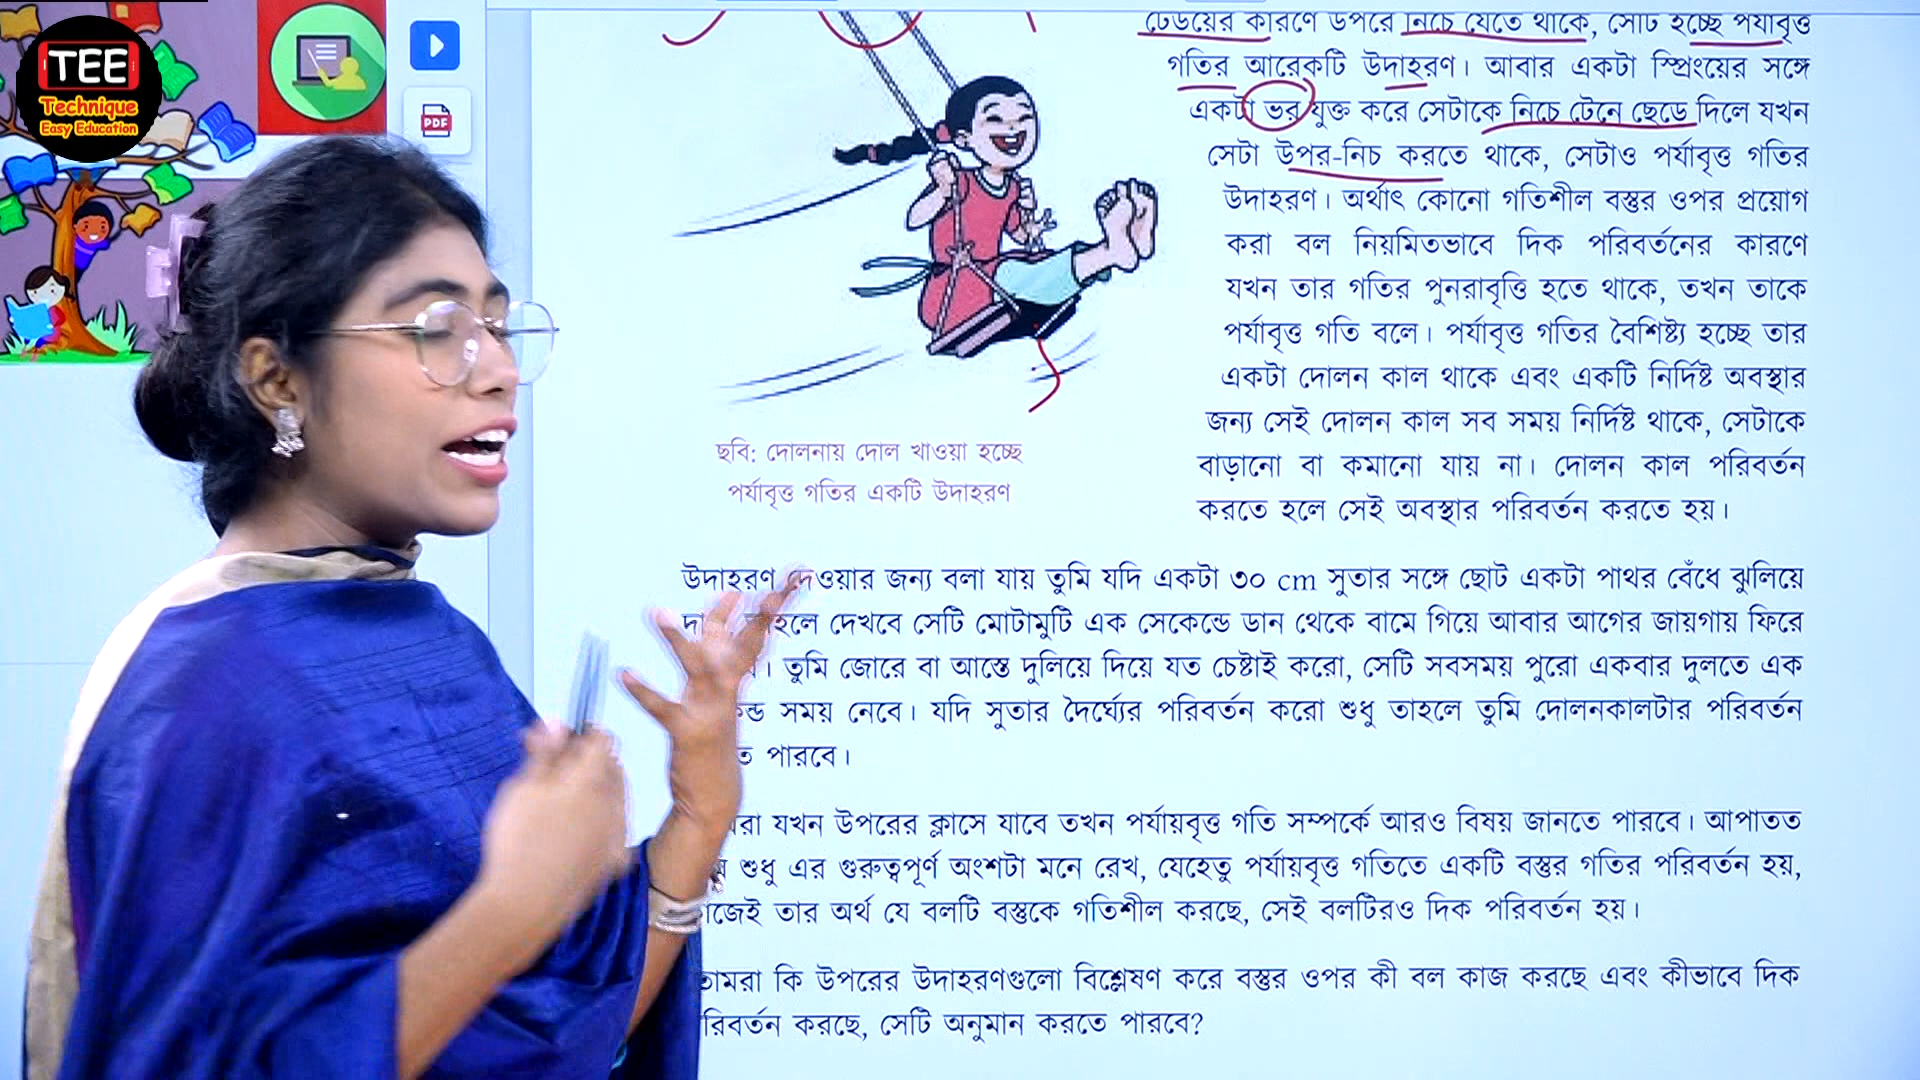 TEE
Technique
Easy Education
PDF
ঢেউয়ের কারণে উপরে নিচে যেতে থাকে, সেটি হচ্ছে পর্যাবৃত্ত
গতির আরেকটি উদাহরণ। আবার একটা স্প্রিংয়ের সঙ্গে
একটা ভর যুক্ত করে সেটাকে নিচে টেনে ছেড়ে দিলে যখন
সেটা উপর-নিচ করতে থাকে, সেটাও পর্যাবৃত্ত গতির
উদাহরণ। অর্থাৎ কোনো গতিশীল বস্তুর ওপর প্রয়োগ
করা বল নিয়মিতভাবে দিক পরিবর্তনের কারণে
যখন তার গতির পুনরাবৃত্তি হতে থাকে, তখন তাকে
পর্যাবৃত্ত গতি বলে। পর্যাবৃত্ত গতির বৈশিষ্ট্য হচ্ছে তার
একটা দোলন কাল থাকে এবং একটি নির্দিষ্ট অবস্থার
জন্য সেই দোলন কাল সব সময় নির্দিষ্ট থাকে, সেটাকে
বাড়ানো বা কমানো যায় না। দোলন কাল পরিবর্তন
করতে হলে সেই অবস্থার পরিবর্তন করতে হয়।
ছবি: দোলনায় দোল খাওয়া হচ্ছে
পর্যাবৃত্ত গতির একটি উদাহরণ
উদাহরণ দেওয়ার জন্য বলা যায় তুমি যদি একটা ৩০ cm সুতার সঙ্গে ছোট একটা পাথর বেঁধে ঝুলিয়ে
দেখবে সেটি মোটামুটি এক সেকেন্ডে ডান থেকে বামে গিয়ে আবার আগের জায়গায় ফিরে
তুমি জোরে বা আস্তে দুলিয়ে দিয়ে যত চেষ্টাই করো, সেটি সবসময় পুরো একবার দুলতে এক
সময় নেবে। যদি সুতার দৈর্ঘ্যের পরিবর্তন করো শুধু তাহলে তুমি দোলনকালটার পরিবর্তন
পারবে।
যখন উপরের ক্লাসে যাবে তখন পর্যায়বৃত্ত গতি সম্পর্কে আরও বিষয় জানতে পারবে। আপাতত
শুধু এর গুরুত্বপূর্ণ অংশটা মনে রেখ, যেহেতু পর্যায়বৃত্ত গতিতে একটি বস্তুর গতির পরিবর্তন হয়,
তার অর্থ যে বলটি বস্তুকে গতিশীল করছে, সেই বলটিরও দিক পরিবর্তন হয়।
কি উপরের উদাহরণগুলো বিশ্লেষণ করে বস্তুর ওপর কী বল কাজ করছে এবং কীভাবে দিক
করছে, সেটি অনুমান করতে পারবে?